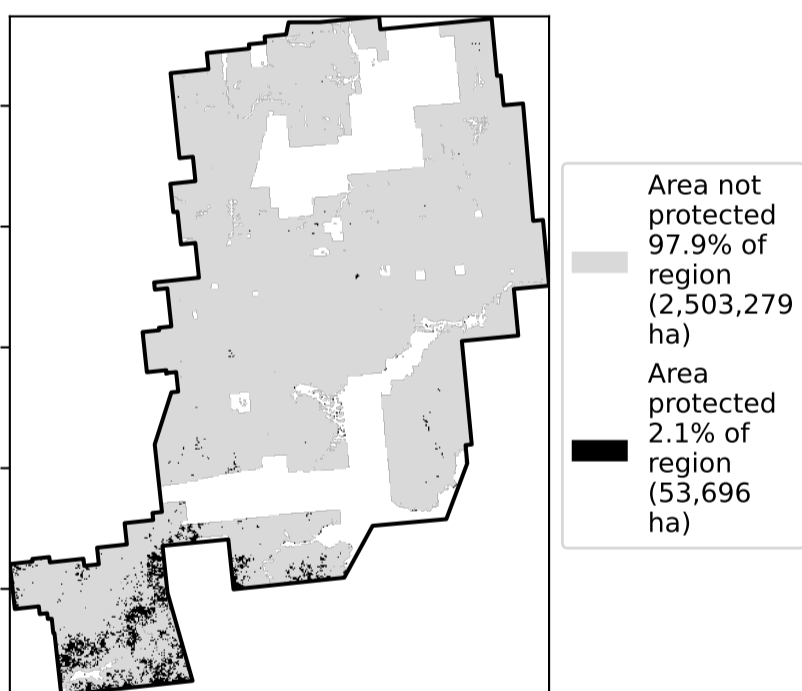 Area not
protected
97.9% of
region
(2,503,279
ha)
Area
protected
2.1% of
region
(53,696
ha)